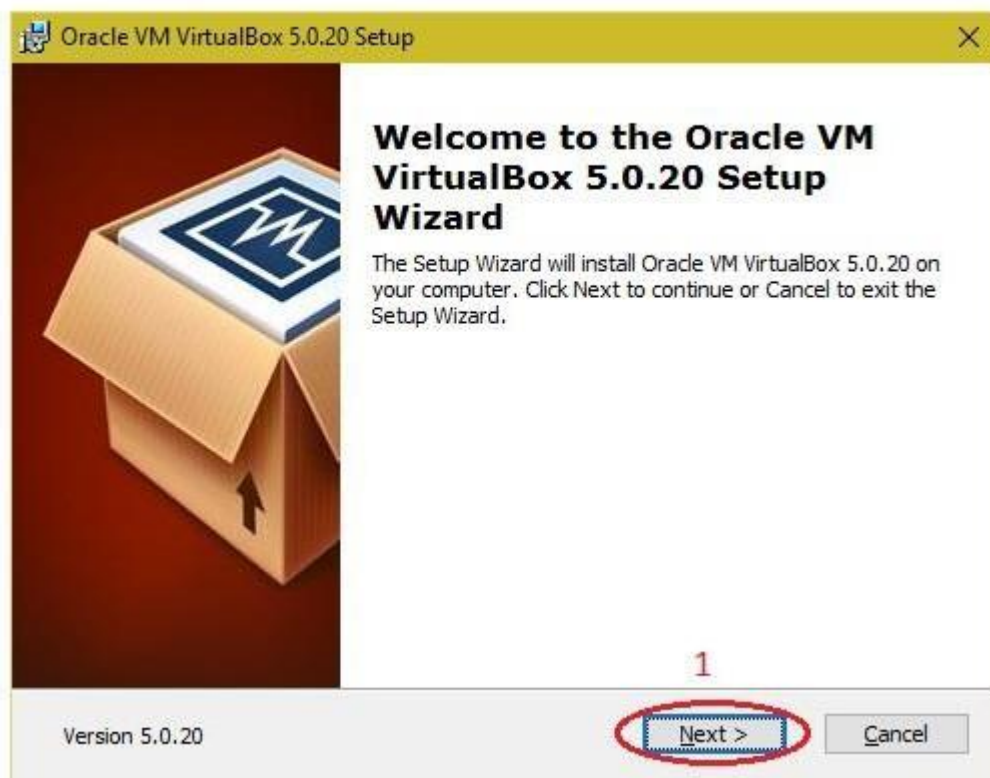 Oracle VM VirtualBox 5.0.20 Setup
Welcome to the Oracle VM
VirtualBox 5.0.20 Setup
Wizard
The Setup Wizard will install Oracle VM VirtualBox 5.0.20 on
your computer. Click Next to continue or Cancel to exit the
Setup Wizard.
1
Version 5.0.20
Next >
Cancel